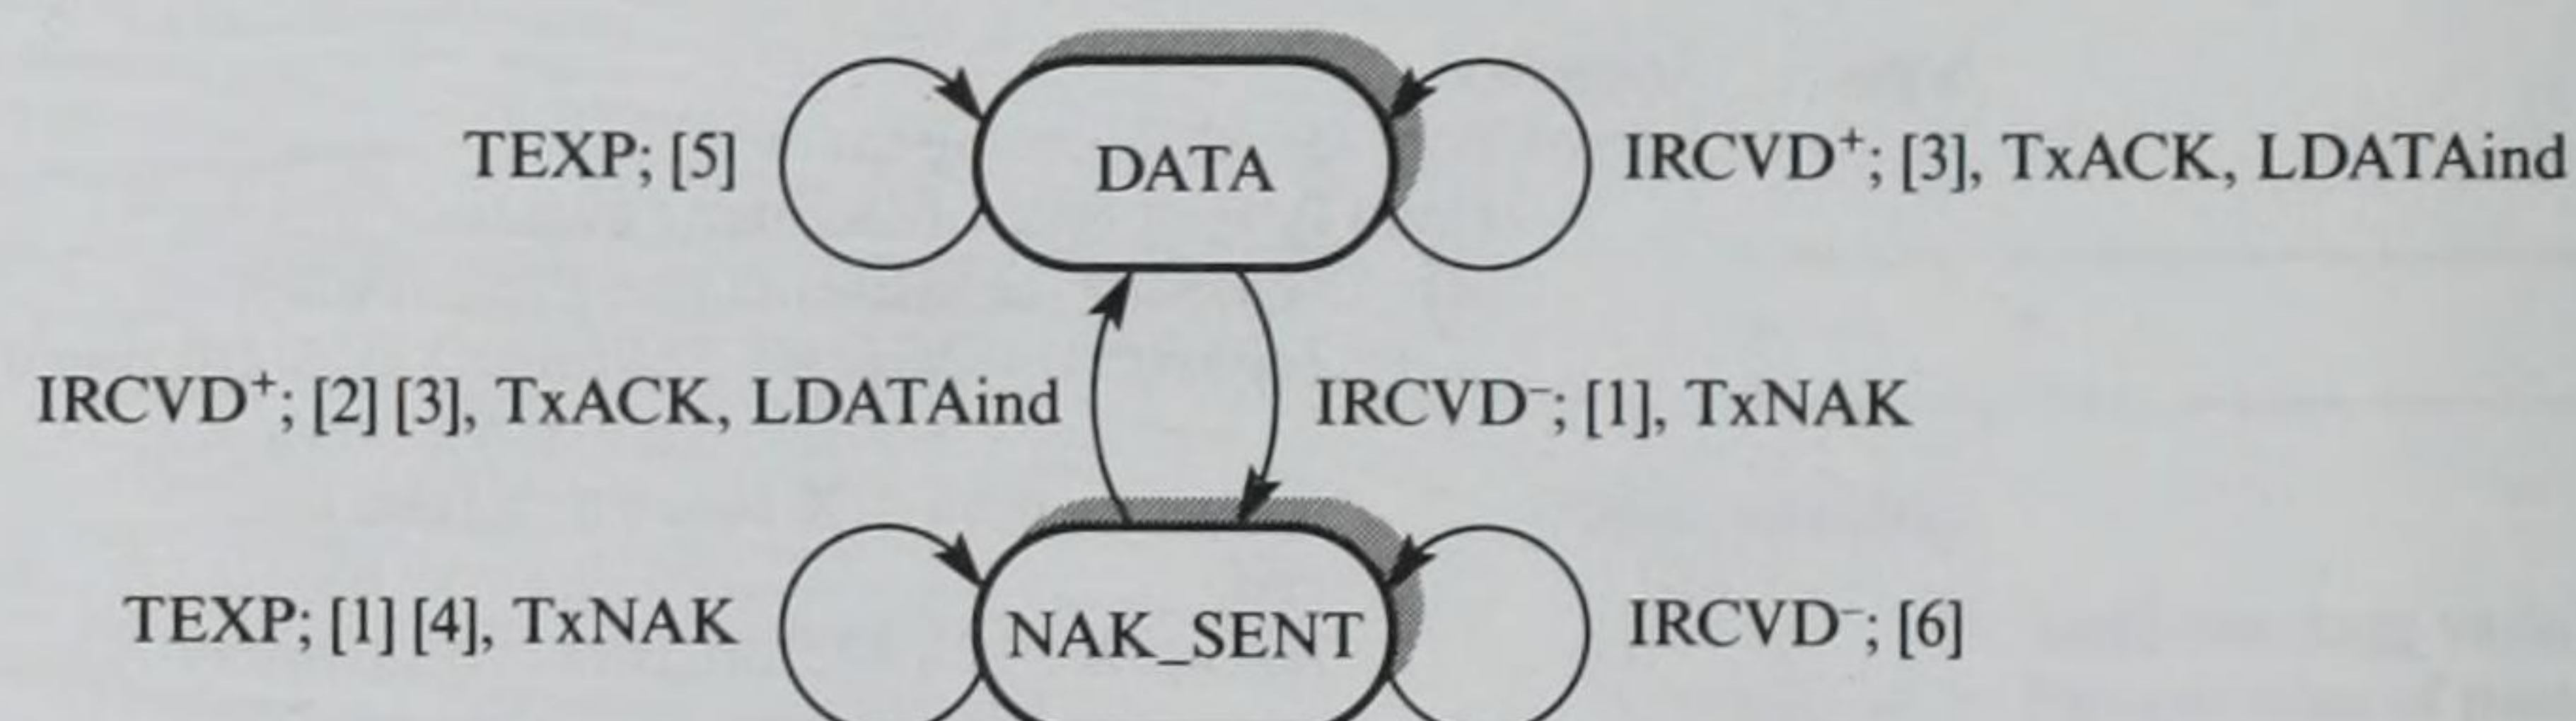 TEXP; [5]
DATA
IRCVD⁺; [3], TxACK, LDATAind
IRCVD⁺; [2] [3], TxACK, LDATAind
IRCVD⁻; [1], TxNAK
TEXP; [1] [4], TxNAK
NAK_SENT
IRCVD⁻; [6]